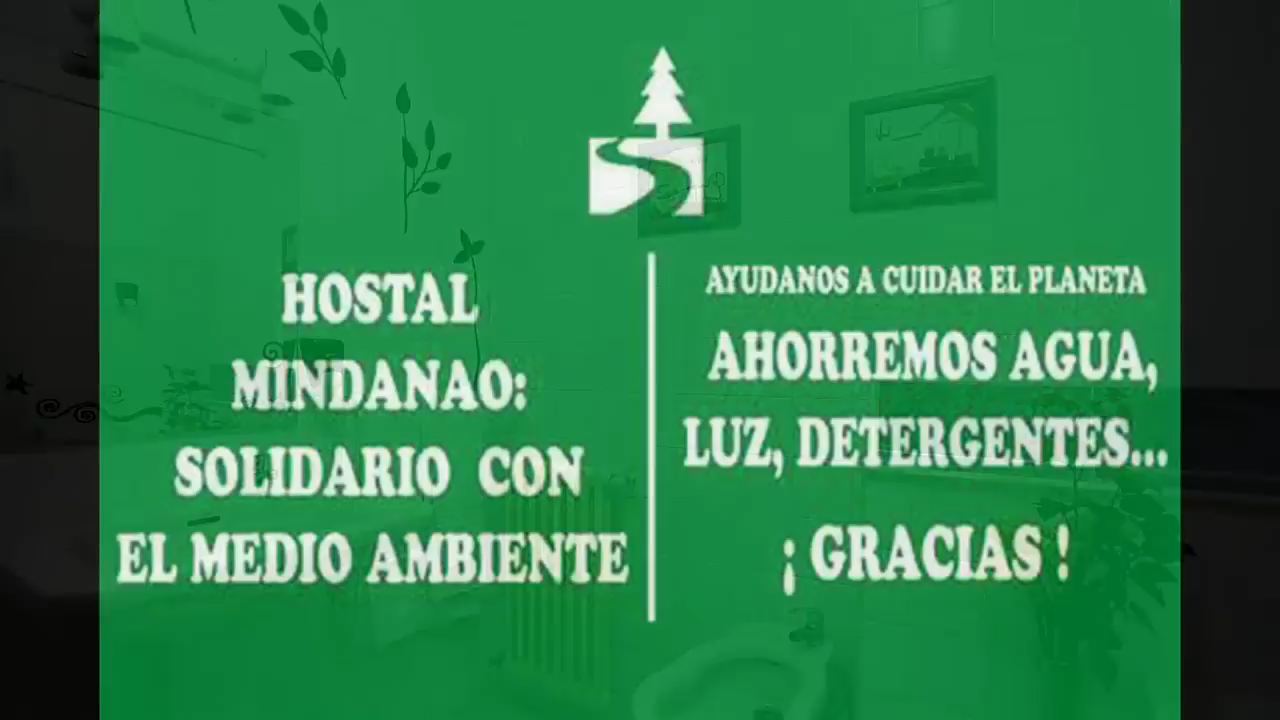 HOSTAL
MINDANAO:
SOLIDARIO CON
EL MEDIO AMBIENTE
AYUDANOS A CUIDAR EL PLANETA
AHORREMOS AGUA,
LUZ, DETERGENTES...
¡ GRACIAS !